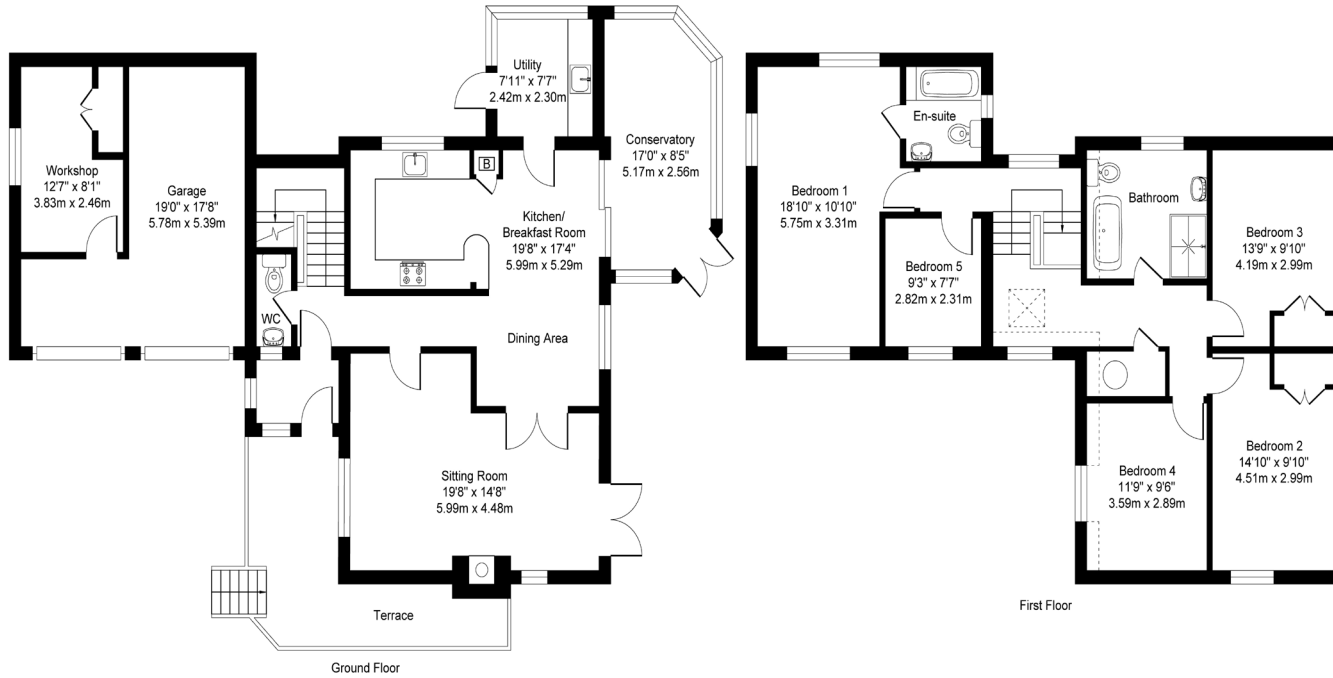 Utility
7'11" x 7'7"
2.42m x 2.30m
Conservatory
17'0" x 8'5"
5.17m x 2.56m
Workshop
12'7" x 8'1"
3.83m x 2.46m
Garage
19'0" x 17'8"
5.78m x 5.39m
B
Kitchen/
Breakfast Room
19'8" x 17'4"
5.99m x 5.29m
WC
Dining Area
Sitting Room
19'8" x 14'8"
5.99m x 4.48m
Terrace
Ground Floor
En-suite
Bedroom 1
18'10" x 10'10"
5.75m x 3.31m
Bathroom
Bedroom 3
13'9" x 9'10"
4.19m x 2.99m
Bedroom 5
9'3" x 7'7"
2.82m x 2.31m
Bedroom 2
14'10" x 9'10"
4.51m x 2.99m
Bedroom 4
11'9" x 9'6"
3.59m x 2.89m
First Floor